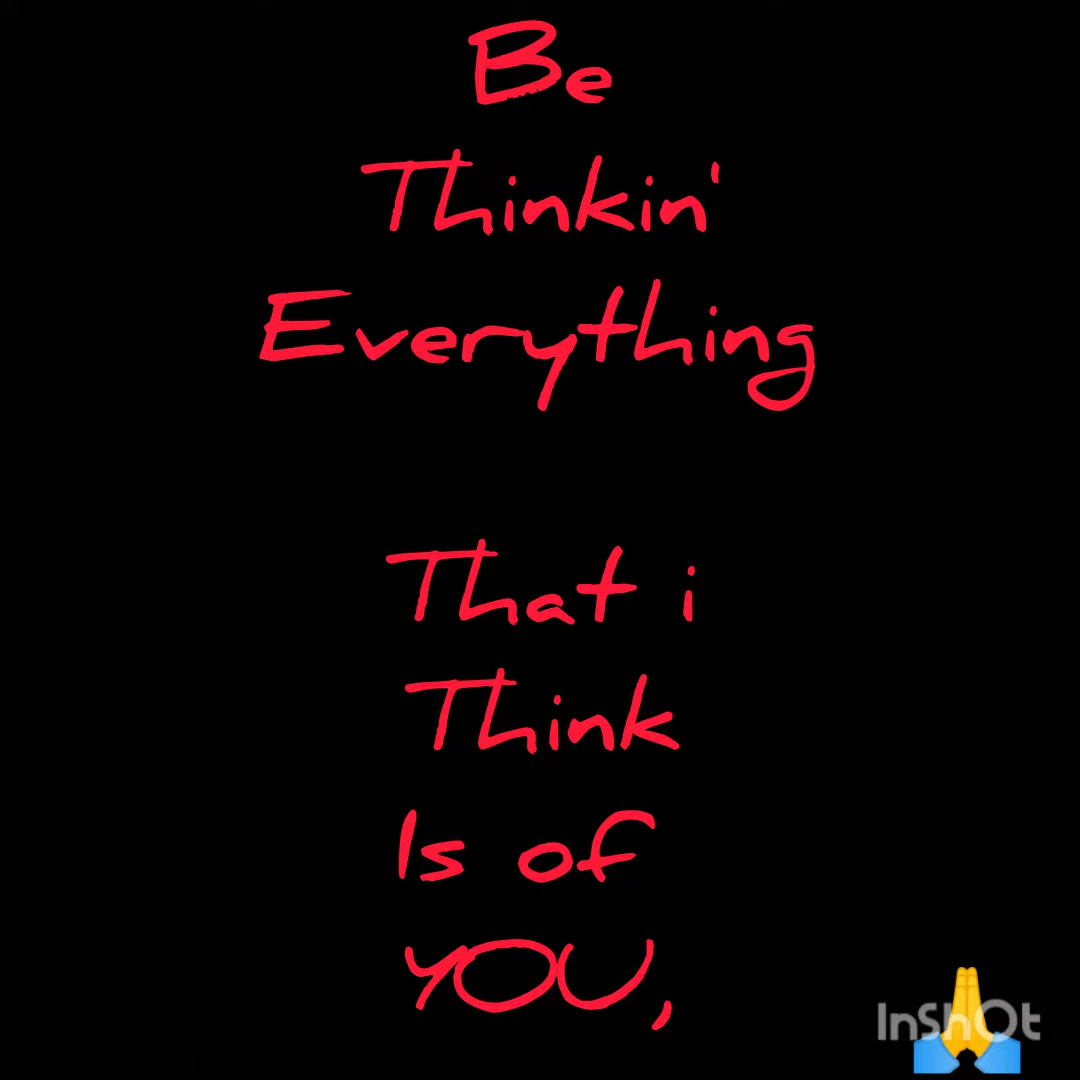 Be
Thinkin'
Everything
That i
Think
Is of
YOU,
InShOt